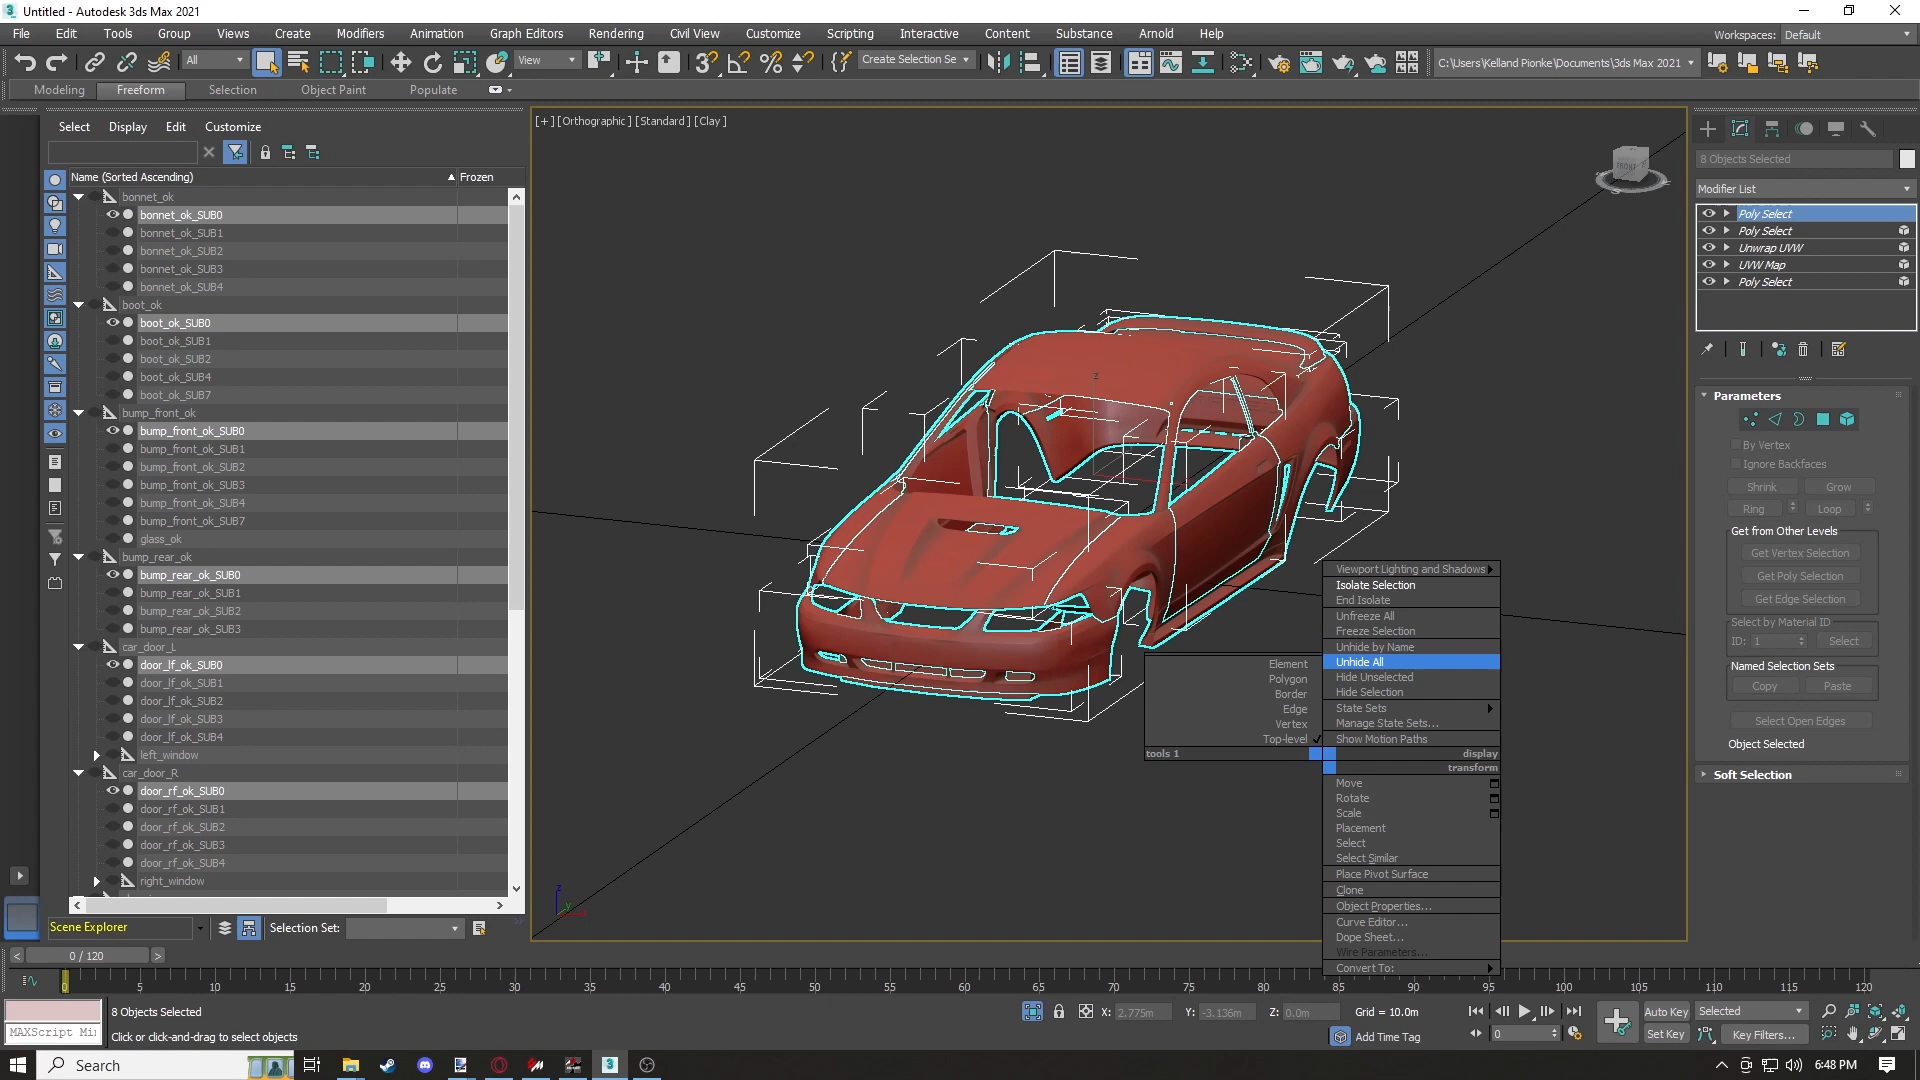 Untitled - Autodesk 3ds Max 2021
File Edit Tools Group Views Create Modifiers Animation Graph Editors Rendering Civil View Customize Scripting Interactive Content Substance Arnold Help
Workspaces: Default
All View Create Selection Se C:\Users\Kelland Pionke\Documents\3ds Max 2021
Modeling Freeform Selection Object Paint Populate
Select Display Edit Customize
Name (Sorted Ascending) Frozen
bonnet_ok
bonnet_ok_SUB0
bonnet_ok_SUB1
bonnet_ok_SUB2
bonnet_ok_SUB3
bonnet_ok_SUB4
boot_ok
boot_ok_SUB0
boot_ok_SUB1
boot_ok_SUB2
boot_ok_SUB4
boot_ok_SUB7
bump_front_ok
bump_front_ok_SUB0
bump_front_ok_SUB1
bump_front_ok_SUB2
bump_front_ok_SUB3
bump_front_ok_SUB4
bump_front_ok_SUB7
glass_ok
bump_rear_ok
bump_rear_ok_SUB0
bump_rear_ok_SUB1
bump_rear_ok_SUB2
bump_rear_ok_SUB3
car_door_L
door_lf_ok_SUB0
door_lf_ok_SUB1
door_lf_ok_SUB2
door_lf_ok_SUB3
door_lf_ok_SUB4
left_window
car_door_R
door_rf_ok_SUB0
door_rf_ok_SUB1
door_rf_ok_SUB2
door_rf_ok_SUB3
door_rf_ok_SUB4
right_window
Scene Explorer Selection Set:
[+] [Orthographic] [Standard] [Clay]
FRONT
z
z
y
Viewport Lighting and Shadows
Isolate Selection
End Isolate
Unfreeze All
Freeze Selection
Unhide by Name
Unhide All
Hide Unselected
Hide Selection
State Sets
Manage State Sets...
Show Motion Paths
Element
Polygon
Border
Edge
Vertex
Top-level
tools 1 display
transform
Move
Rotate
Scale
Placement
Select
Select Similar
Place Pivot Surface
Clone
Object Properties...
Curve Editor...
Dope Sheet...
Wire Parameters...
Convert To:
8 Objects Selected
Modifier List
Poly Select
Poly Select
Unwrap UVW
UVW Map
Poly Select
Parameters
By Vertex
Ignore Backfaces
Shrink Grow
Ring Loop
Get from Other Levels
Get Vertex Selection
Get Poly Selection
Get Edge Selection
Select by Material ID
ID: 1 Select
Named Selection Sets
Copy Paste
Select Open Edges
Object Selected
Soft Selection
0 / 120
0 5 10 15 20 25 30 35 40 45 50 55 60 65 70 75 80 85 90 95 100 105 110 115 120
8 Objects Selected X: 2.775m Y: -3.136m Z: 0.0m Grid = 10.0m Auto Key Selected
MAXScript Mi Click or click-and-drag to select objects Add Time Tag 0 Set Key Key Filters...
Search 6:48 PM